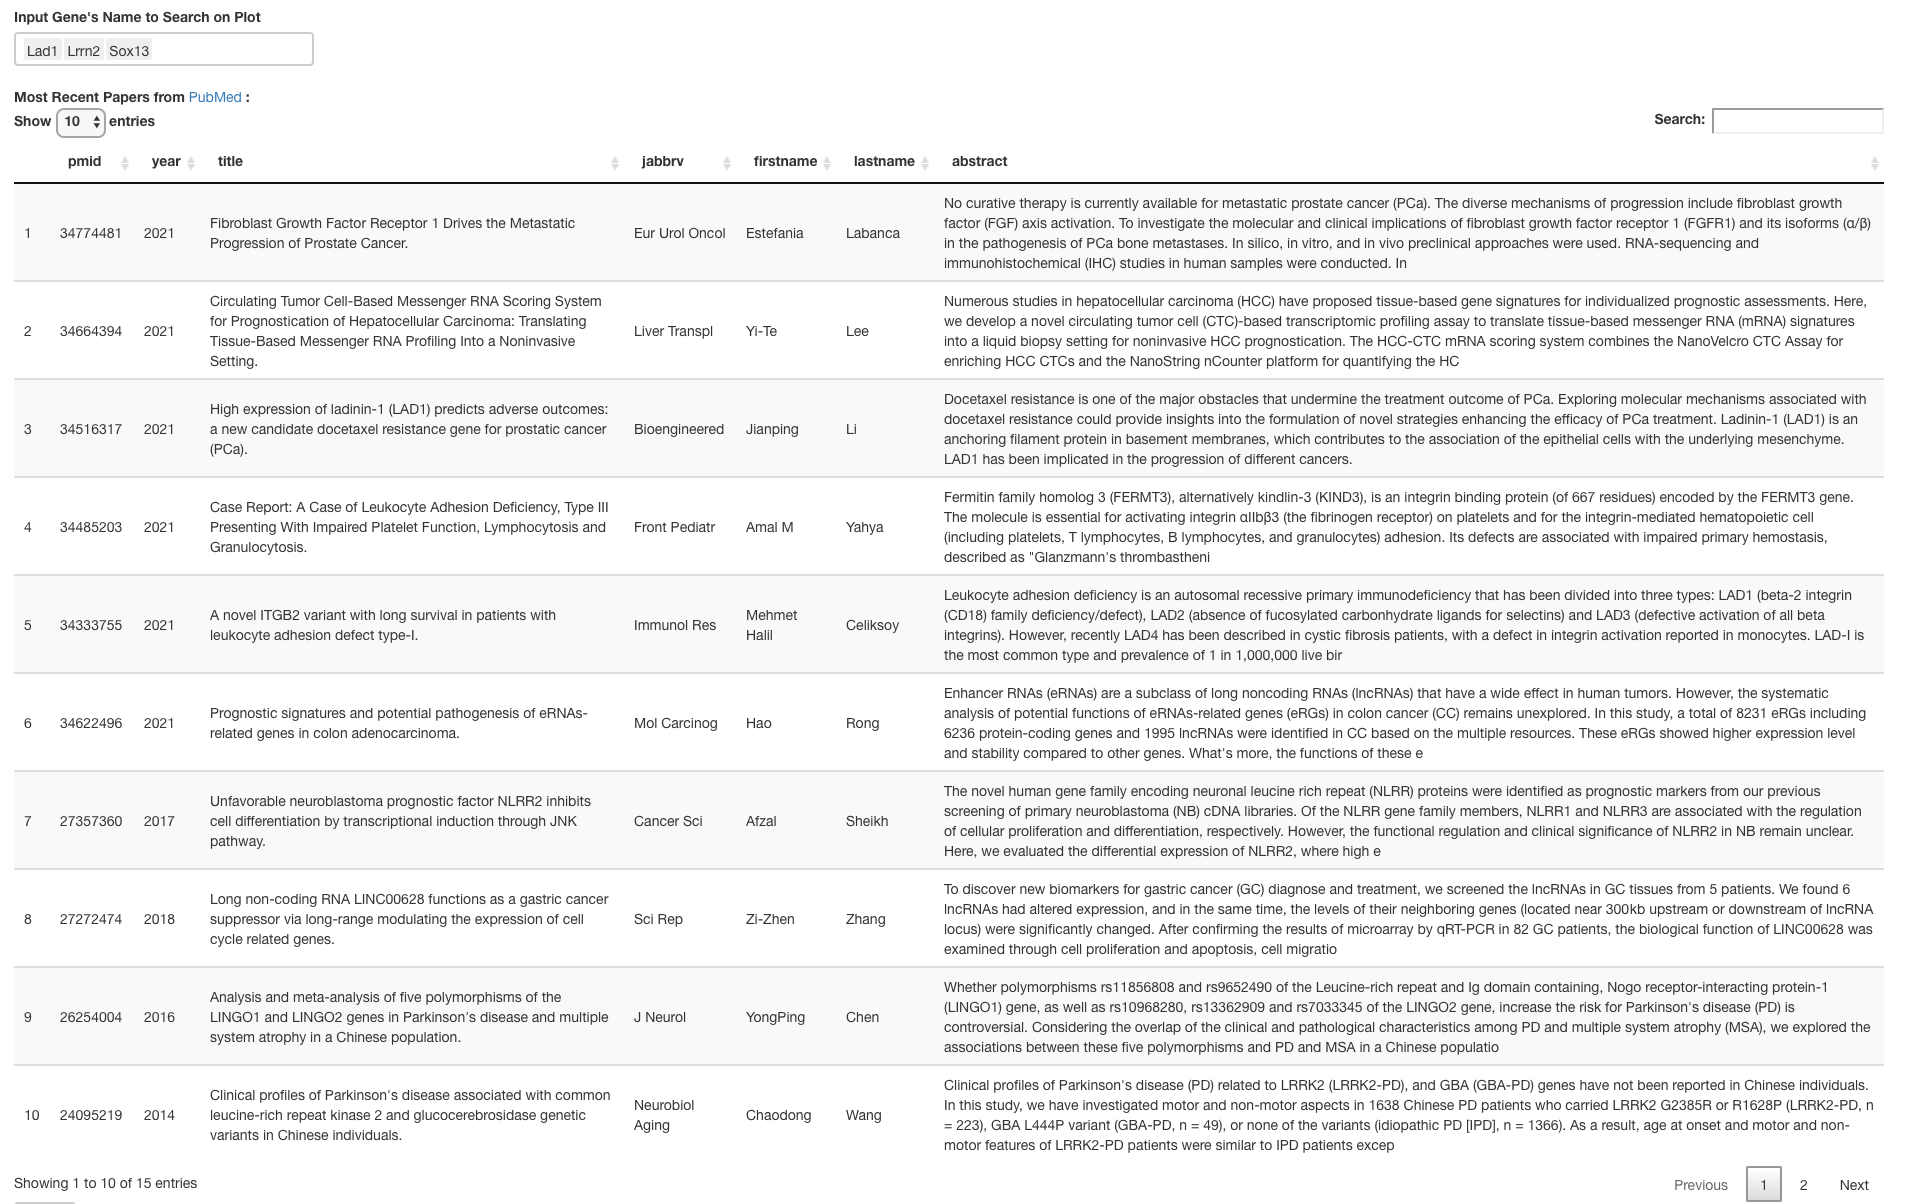 Input Gene's Name to Search on Plot
Lad1 Lrrn2 Sox13
Most Recent Papers from PubMed :
Show 10 entries
Search:
pmid year title jabbrv firstname lastname abstract
1 34774481 2021
Fibroblast Growth Factor Receptor 1 Drives the Metastatic
Progression of Prostate Cancer.
Eur Urol Oncol Estefania Labanca
No curative therapy is currently available for metastatic prostate cancer (PCa). The diverse mechanisms of progression include fibroblast growth
factor (FGF) axis activation. To investigate the molecular and clinical implications of fibroblast growth factor receptor 1 (FGFR1) and its isoforms (α/β)
in the pathogenesis of PCa bone metastases. In silico, in vitro, and in vivo preclinical approaches were used. RNA-sequencing and
immunohistochemical (IHC) studies in human samples were conducted. In
2 34664394 2021
Circulating Tumor Cell-Based Messenger RNA Scoring System
for Prognostication of Hepatocellular Carcinoma: Translating
Tissue-Based Messenger RNA Profiling Into a Noninvasive
Setting.
Liver Transpl Yi-Te Lee
Numerous studies in hepatocellular carcinoma (HCC) have proposed tissue-based gene signatures for individualized prognostic assessments. Here,
we develop a novel circulating tumor cell (CTC)-based transcriptomic profiling assay to translate tissue-based messenger RNA (mRNA) signatures
into a liquid biopsy setting for noninvasive HCC prognostication. The HCC-CTC mRNA scoring system combines the NanoVelcro CTC Assay for
enriching HCC CTCs and the NanoString nCounter platform for quantifying the HC
3 34516317 2021
High expression of ladinin-1 (LAD1) predicts adverse outcomes:
a new candidate docetaxel resistance gene for prostatic cancer
(PCa).
Bioengineered Jianping Li
Docetaxel resistance is one of the major obstacles that undermine the treatment outcome of PCa. Exploring molecular mechanisms associated with
docetaxel resistance could provide insights into the formulation of novel strategies enhancing the efficacy of PCa treatment. Ladinin-1 (LAD1) is an
anchoring filament protein in basement membranes, which contributes to the association of the epithelial cells with the underlying mesenchyme.
LAD1 has been implicated in the progression of different cancers.
4 34485203 2021
Case Report: A Case of Leukocyte Adhesion Deficiency, Type III
Presenting With Impaired Platelet Function, Lymphocytosis and
Granulocytosis.
Front Pediatr Amal M Yahya
Fermitin family homolog 3 (FERMT3), alternatively kindlin-3 (KIND3), is an integrin binding protein (of 667 residues) encoded by the FERMT3 gene.
The molecule is essential for activating integrin αIIbβ3 (the fibrinogen receptor) on platelets and for the integrin-mediated hematopoietic cell
(including platelets, T lymphocytes, B lymphocytes, and granulocytes) adhesion. Its defects are associated with impaired primary hemostasis,
described as "Glanzmann's thrombastheni
5 34333755 2021
A novel ITGB2 variant with long survival in patients with
leukocyte adhesion defect type-I.
Immunol Res
Mehmet
Halil
Celiksoy
Leukocyte adhesion deficiency is an autosomal recessive primary immunodeficiency that has been divided into three types: LAD1 (beta-2 integrin
(CD18) family deficiency/defect), LAD2 (absence of fucosylated carbonhydrate ligands for selectins) and LAD3 (defective activation of all beta
integrins). However, recently LAD4 has been described in cystic fibrosis patients, with a defect in integrin activation reported in monocytes. LAD-I is
the most common type and prevalence of 1 in 1,000,000 live bir
6 34622496 2021
Prognostic signatures and potential pathogenesis of eRNAs-
related genes in colon adenocarcinoma.
Mol Carcinog Hao Rong
Enhancer RNAs (eRNAs) are a subclass of long noncoding RNAs (lncRNAs) that have a wide effect in human tumors. However, the systematic
analysis of potential functions of eRNAs-related genes (eRGs) in colon cancer (CC) remains unexplored. In this study, a total of 8231 eRGs including
6236 protein-coding genes and 1995 lncRNAs were identified in CC based on the multiple resources. These eRGs showed higher expression level
and stability compared to other genes. What's more, the functions of these e
7 27357360 2017
Unfavorable neuroblastoma prognostic factor NLRR2 inhibits
cell differentiation by transcriptional induction through JNK
pathway.
Cancer Sci Afzal Sheikh
The novel human gene family encoding neuronal leucine rich repeat (NLRR) proteins were identified as prognostic markers from our previous
screening of primary neuroblastoma (NB) cDNA libraries. Of the NLRR gene family members, NLRR1 and NLRR3 are associated with the regulation
of cellular proliferation and differentiation, respectively. However, the functional regulation and clinical significance of NLRR2 in NB remain unclear.
Here, we evaluated the differential expression of NLRR2, where high e
8 27272474 2018
Long non-coding RNA LINC00628 functions as a gastric cancer
suppressor via long-range modulating the expression of cell
cycle related genes.
Sci Rep Zi-Zhen Zhang
To discover new biomarkers for gastric cancer (GC) diagnose and treatment, we screened the lncRNAs in GC tissues from 5 patients. We found 6
lncRNAs had altered expression, and in the same time, the levels of their neighboring genes (located near 300kb upstream or downstream of lncRNA
locus) were significantly changed. After confirming the results of microarray by qRT-PCR in 82 GC patients, the biological function of LINC00628 was
examined through cell proliferation and apoptosis, cell migratio
9 26254004 2016
Analysis and meta-analysis of five polymorphisms of the
LINGO1 and LINGO2 genes in Parkinson's disease and multiple
system atrophy in a Chinese population.
J Neurol YongPing Chen
Whether polymorphisms rs11856808 and rs9652490 of the Leucine-rich repeat and Ig domain containing, Nogo receptor-interacting protein-1
(LINGO1) gene, as well as rs10968280, rs13362909 and rs7033345 of the LINGO2 gene, increase the risk for Parkinson's disease (PD) is
controversial. Considering the overlap of the clinical and pathological characteristics among PD and multiple system atrophy (MSA), we explored the
associations between these five polymorphisms and PD and MSA in a Chinese populatio
10 24095219 2014
Clinical profiles of Parkinson's disease associated with common
leucine-rich repeat kinase 2 and glucocerebrosidase genetic
variants in Chinese individuals.
Neurobiol
Aging
Chaodong Wang
Clinical profiles of Parkinson's disease (PD) related to LRRK2 (LRRK2-PD), and GBA (GBA-PD) genes have not been reported in Chinese individuals.
In this study, we have investigated motor and non-motor aspects in 1638 Chinese PD patients who carried LRRK2 G2385R or R1628P (LRRK2-PD, n
= 223), GBA L444P variant (GBA-PD, n = 49), or none of the variants (idiopathic PD [IPD], n = 1366). As a result, age at onset and motor and non-
motor features of LRRK2-PD patients were similar to IPD patients excep
Showing 1 to 10 of 15 entries
Previous 1 2 Next